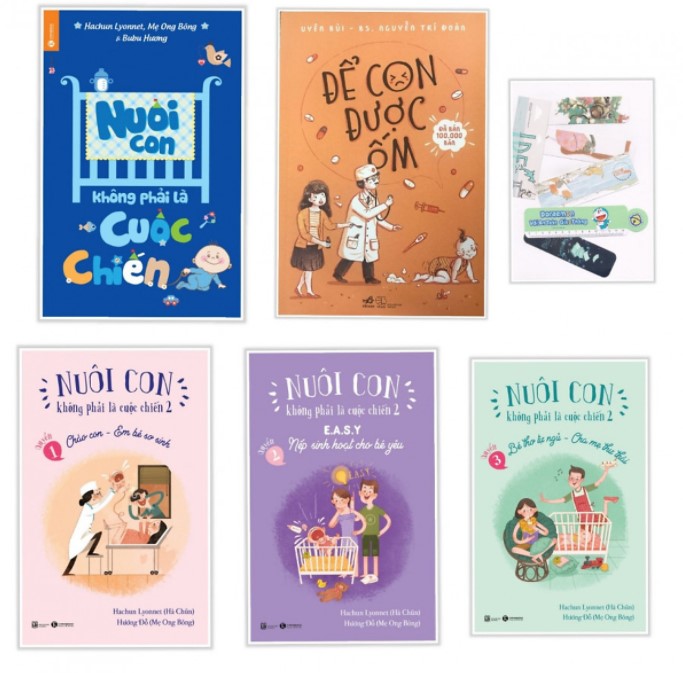 Hachun Lyonnet, Mẹ Ong Bông
& Bubu Hương
Nuôi
con
không phải là
Cuộc
Chiến
UYÊN BÙI - BS. NGUYỄN TRÍ ĐOÀN
ĐỂ CON
ĐƯỢC
ỐM
ĐÃ BÁN
100.000
BẢN
Doraemon
NUÔI CON
không phải là cuộc chiến 2
QUYỂN
1
Chào con - Em bé sơ sinh
Hachun Lyonnet (Hà Chũn)
Hương Đỗ (Mẹ Ong Bông)
NUÔI CON
không phải là cuộc chiến 2
E.A.S.Y
QUYỂN
2
Nếp sinh hoạt cho bé yêu
EASY
Hachun Lyonnet (Hà Chũn)
Hương Đỗ (Mẹ Ong Bông)
NUÔI CON
không phải là cuộc chiến 2
QUYỂN
3
Bé thơ tự ngủ - Cha mẹ thư thái
Hachun Lyonnet (Hà Chũn)
Hương Đỗ (Mẹ Ong Bông)